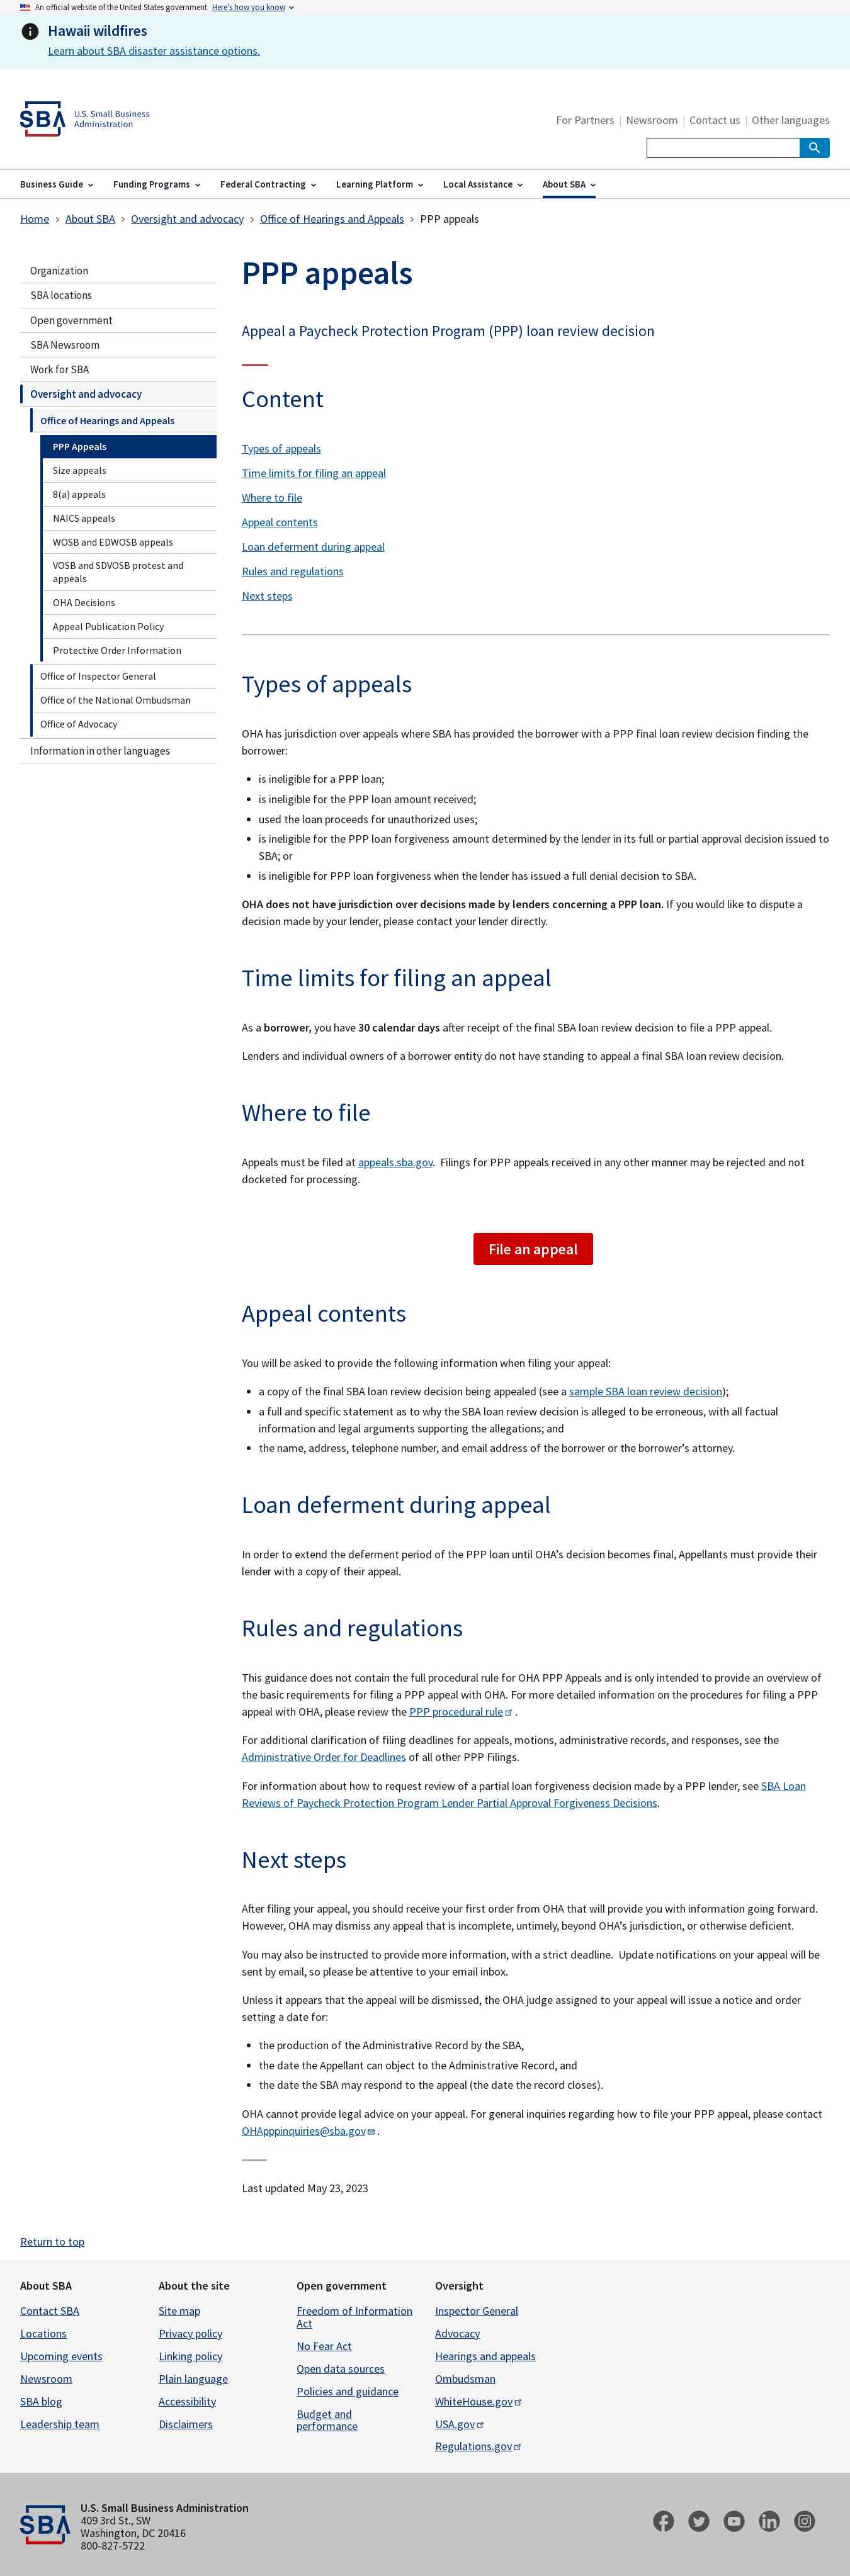 An official website of the United States government Here's how you know
Hawaii wildfires
Learn about SBA disaster assistance options.
SBA U.S. Small Business
Administration
For Partners
Newsroom
Contact us
Other languages
Business Guide
Funding Programs
Federal Contracting
Learning Platform
Local Assistance
About SBA
Home > About SBA > Oversight and advocacy > Office of Hearings and Appeals > PPP appeals
Organization
SBA locations
Open government
SBA Newsroom
Work for SBA
Oversight and advocacy
Office of Hearings and Appeals
PPP Appeals
Size appeals
8(a) appeals
NAICS appeals
WOSB and EDWOSB appeals
VOSB and SDVOSB protest and
appeals
OHA Decisions
Appeal Publication Policy
Protective Order Information
Office of Inspector General
Office of the National Ombudsman
Office of Advocacy
Information in other languages
PPP appeals
Appeal a Paycheck Protection Program (PPP) loan review decision
Content
Types of appeals
Time limits for filing an appeal
Where to file
Appeal contents
Loan deferment during appeal
Rules and regulations
Next steps
Types of appeals
OHA has jurisdiction over appeals where SBA has provided the borrower with a PPP final loan review decision finding the
borrower:
• is ineligible for a PPP loan;
• is ineligible for the PPP loan amount received;
• used the loan proceeds for unauthorized uses;
• is ineligible for the PPP loan forgiveness amount determined by the lender in its full or partial approval decision issued to
SBA; or
• is ineligible for PPP loan forgiveness when the lender has issued a full denial decision to SBA.
OHA does not have jurisdiction over decisions made by lenders concerning a PPP loan. If you would like to dispute a
decision made by your lender, please contact your lender directly.
Time limits for filing an appeal
As a borrower, you have 30 calendar days after receipt of the final SBA loan review decision to file a PPP appeal.
Lenders and individual owners of a borrower entity do not have standing to appeal a final SBA loan review decision.
Where to file
Appeals must be filed at appeals.sba.gov. Filings for PPP appeals received in any other manner may be rejected and not
docketed for processing.
File an appeal
Appeal contents
You will be asked to provide the following information when filing your appeal:
• a copy of the final SBA loan review decision being appealed (see a sample SBA loan review decision);
• a full and specific statement as to why the SBA loan review decision is alleged to be erroneous, with all factual
information and legal arguments supporting the allegations; and
• the name, address, telephone number, and email address of the borrower or the borrower's attorney.
Loan deferment during appeal
In order to extend the deferment period of the PPP loan until OHA's decision becomes final, Appellants must provide their
lender with a copy of their appeal.
Rules and regulations
This guidance does not contain the full procedural rule for OHA PPP Appeals and is only intended to provide an overview of
the basic requirements for filing a PPP appeal with OHA. For more detailed information on the procedures for filing a PPP
appeal with OHA, please review the PPP procedural rule .
For additional clarification of filing deadlines for appeals, motions, administrative records, and responses, see the
Administrative Order for Deadlines of all other PPP Filings.
For information about how to request review of a partial loan forgiveness decision made by a PPP lender, see SBA Loan
Reviews of Paycheck Protection Program Lender Partial Approval Forgiveness Decisions.
Next steps
After filing your appeal, you should receive your first order from OHA that will provide you with information going forward.
However, OHA may dismiss any appeal that is incomplete, untimely, beyond OHA's jurisdiction, or otherwise deficient.
You may also be instructed to provide more information, with a strict deadline. Update notifications on your appeal will be
sent by email, so please be attentive to your email inbox.
Unless it appears that the appeal will be dismissed, the OHA judge assigned to your appeal will issue a notice and order
setting a date for:
• the production of the Administrative Record by the SBA,
• the date the Appellant can object to the Administrative Record, and
• the date the SBA may respond to the appeal (the date the record closes).
OHA cannot provide legal advice on your appeal. For general inquiries regarding how to file your PPP appeal, please contact
OHApppinquiries@sba.gov .
Last updated May 23, 2023
Return to top
About SBA
Contact SBA
Locations
Upcoming events
Newsroom
SBA blog
Leadership team
About the site
Site map
Privacy policy
Linking policy
Plain language
Accessibility
Disclaimers
Open government
Freedom of Information
Act
No Fear Act
Open data sources
Policies and guidance
Budget and
performance
Oversight
Inspector General
Advocacy
Hearings and appeals
Ombudsman
WhiteHouse.gov
USA.gov
Regulations.gov
SBA
U.S. Small Business Administration
409 3rd St., SW
Washington, DC 20416
800-827-5722